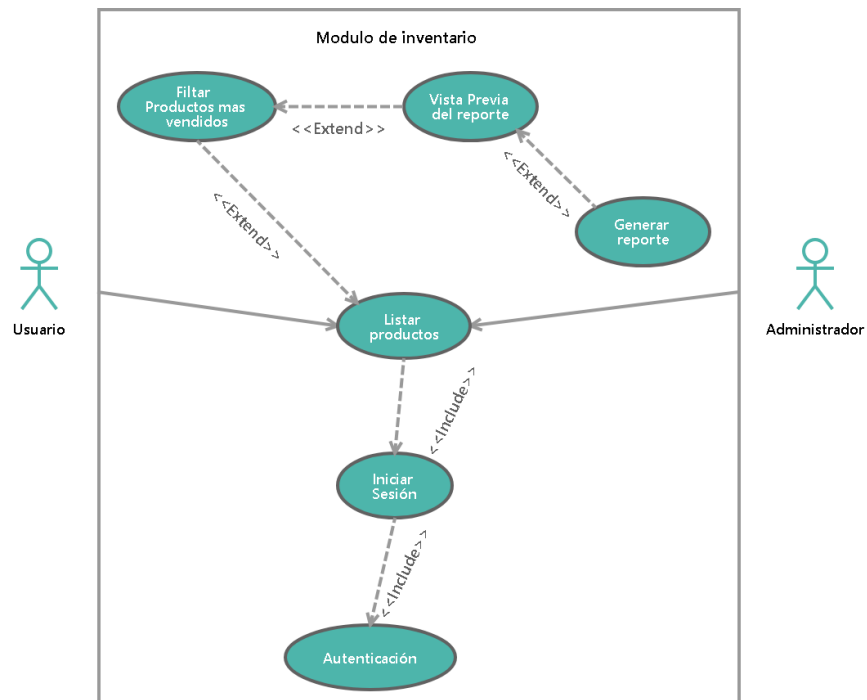 Modulo de inventario
Filtar
Productos mas
vendidos
<<Extend>>
Vista Previa
del reporte
<<Extend>>
Generar
reporte
<<Extend>>
Usuario
Administrador
Listar
productos
<<Include>>
Iniciar
Sesión
<<Include>>
Autenticación